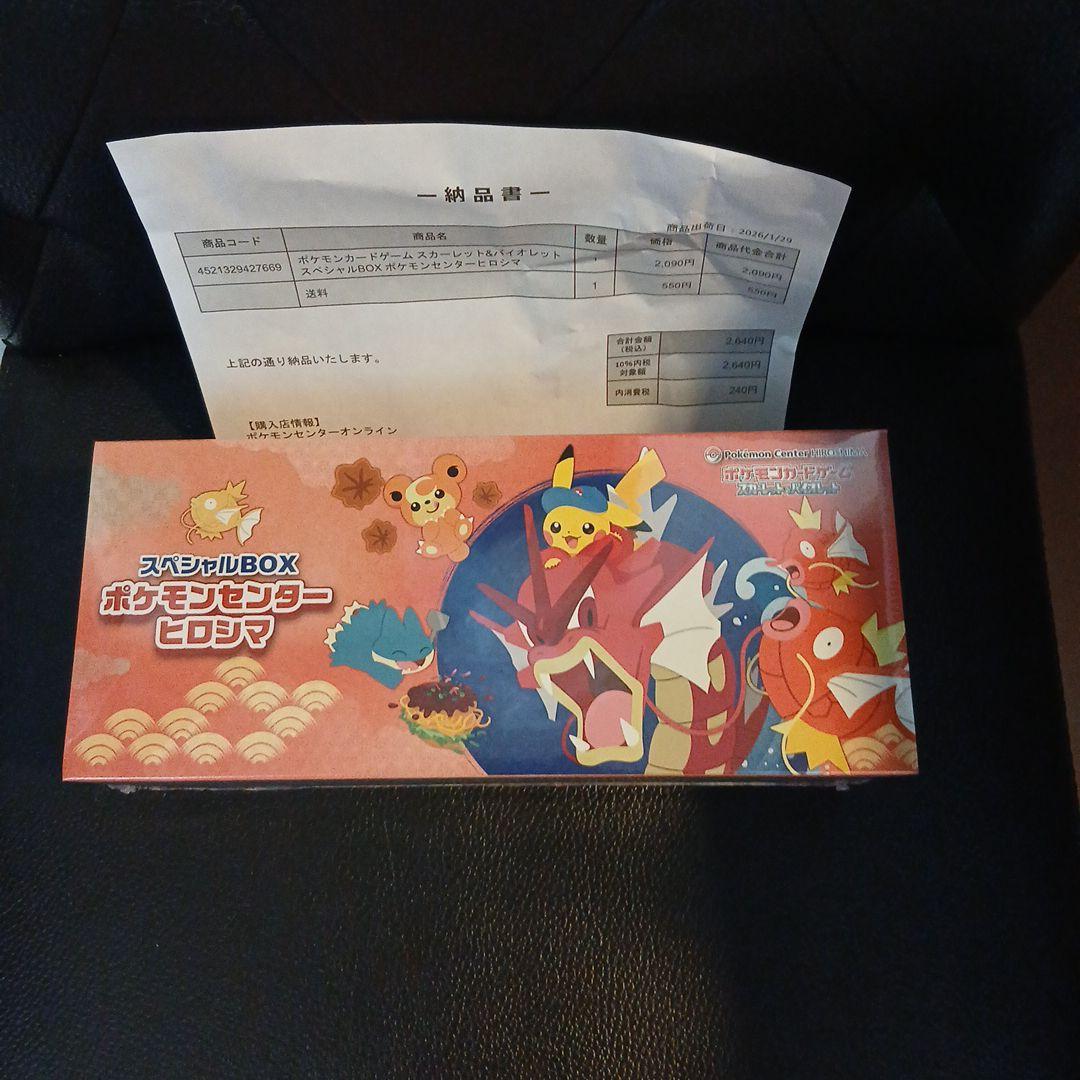 ー納品書ー
商品出荷日：2026/1/29
商品コード 商品名 数量 価格 商品代金合計
4521329427669 ポケモンカードゲーム スカーレット&バイオレット
スペシャルBOX ポケモンセンターヒロシマ 1 2,090円 2,090円
送料 1 550円 550円
上記の通り納品いたします。
合計金額
(税込) 2,640円
10%内税
対象額 2,640円
内消費税 240円
【購入店情報】
ポケモンセンターオンライン
Pokémon Center HIROSHIMA
ポケモンカードゲーム
スカーレット&バイオレット
スペシャルBOX
ポケモンセンター
ヒロシマ